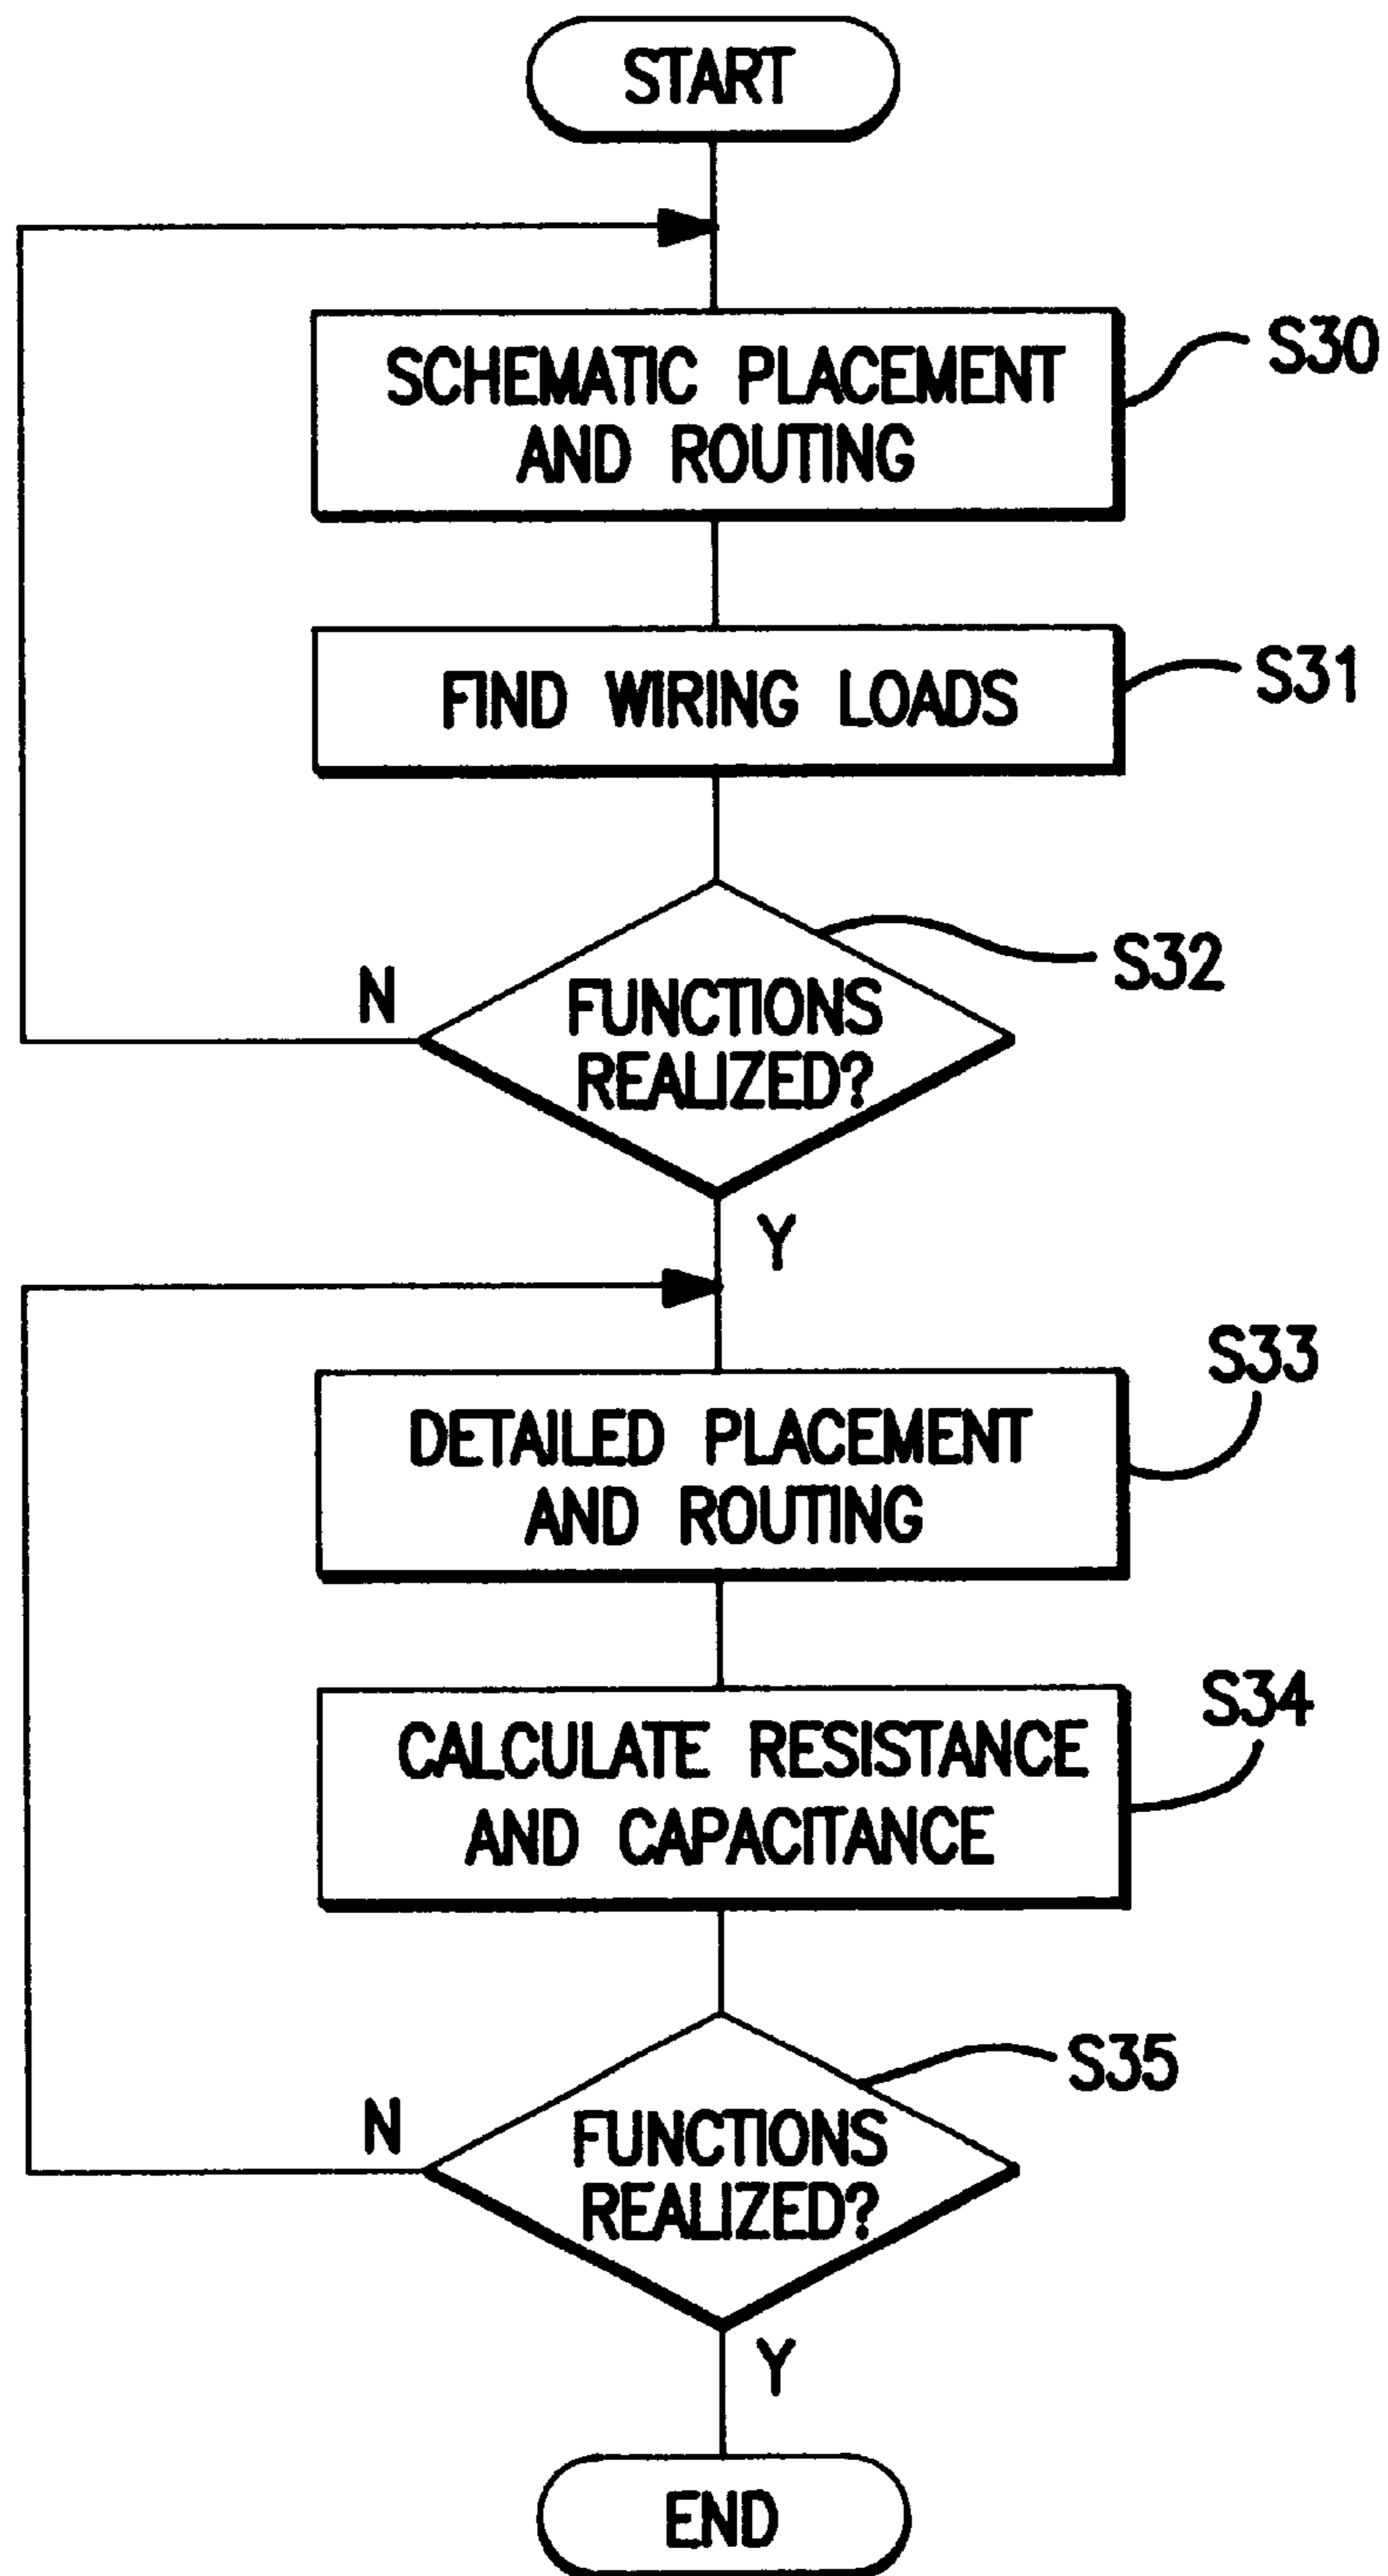 START
SCHEMATIC PLACEMENT
AND ROUTING
S30
FIND WIRING LOADS
S31
FUNCTIONS
REALIZED?
S32
N
Y
DETAILED PLACEMENT
AND ROUTING
S33
CALCULATE RESISTANCE
AND CAPACITANCE
S34
FUNCTIONS
REALIZED?
S35
N
Y
END